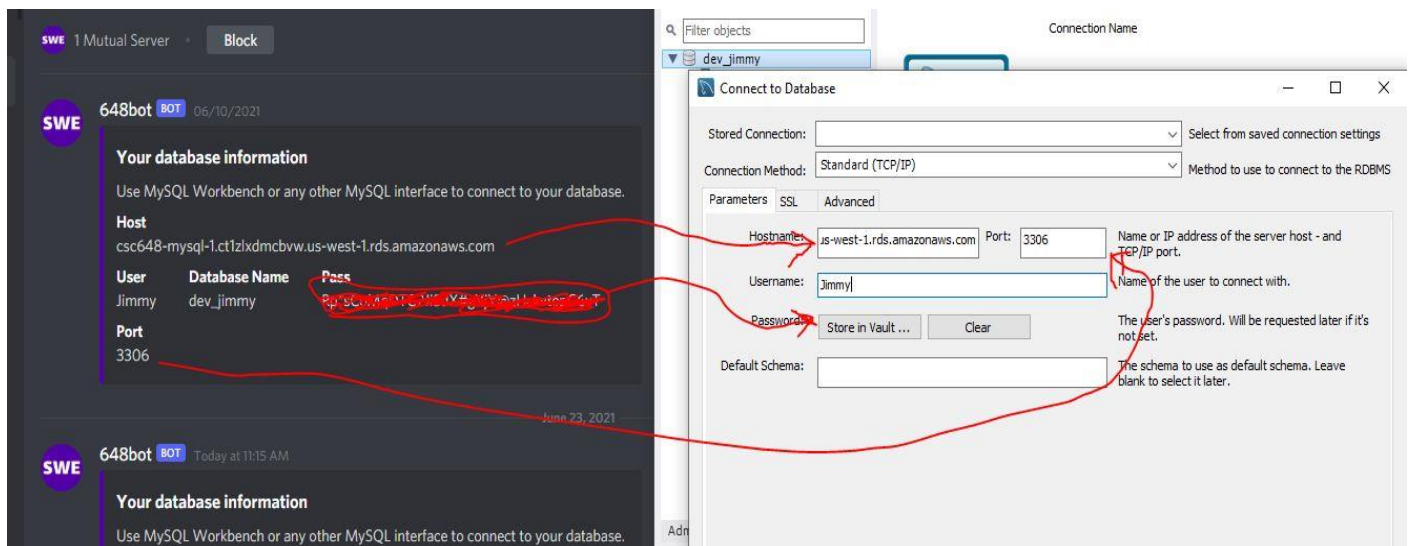 SWE 1 Mutual Server Block
SWE
648bot BOT 06/10/2021
Your database information
Use MySQL Workbench or any other MySQL interface to connect to your database.
Host
csc648-mysql-1.ct1zlxdmcbvw.us-west-1.rds.amazonaws.com
User Database Name Pass
Jimmy dev_jimmy
Port
3306
June 23, 2021
SWE
648bot BOT Today at 11:15 AM
Your database information
Use MySQL Workbench or any other MySQL interface to connect to your database.
Filter objects
dev_jimmy
Connection Name
Connect to Database
Stored Connection: Select from saved connection settings
Connection Method: Standard (TCP/IP) Method to use to connect to the RDBMS
Parameters SSL Advanced
Hostname: us-west-1.rds.amazonaws.com Port: 3306 Name or IP address of the server host - and
TCP/IP port.
Username: Jimmy Name of the user to connect with.
Password: Store in Vault ... Clear The user's password. Will be requested later if it's
not set.
Default Schema: The schema to use as default schema. Leave
blank to select it later.